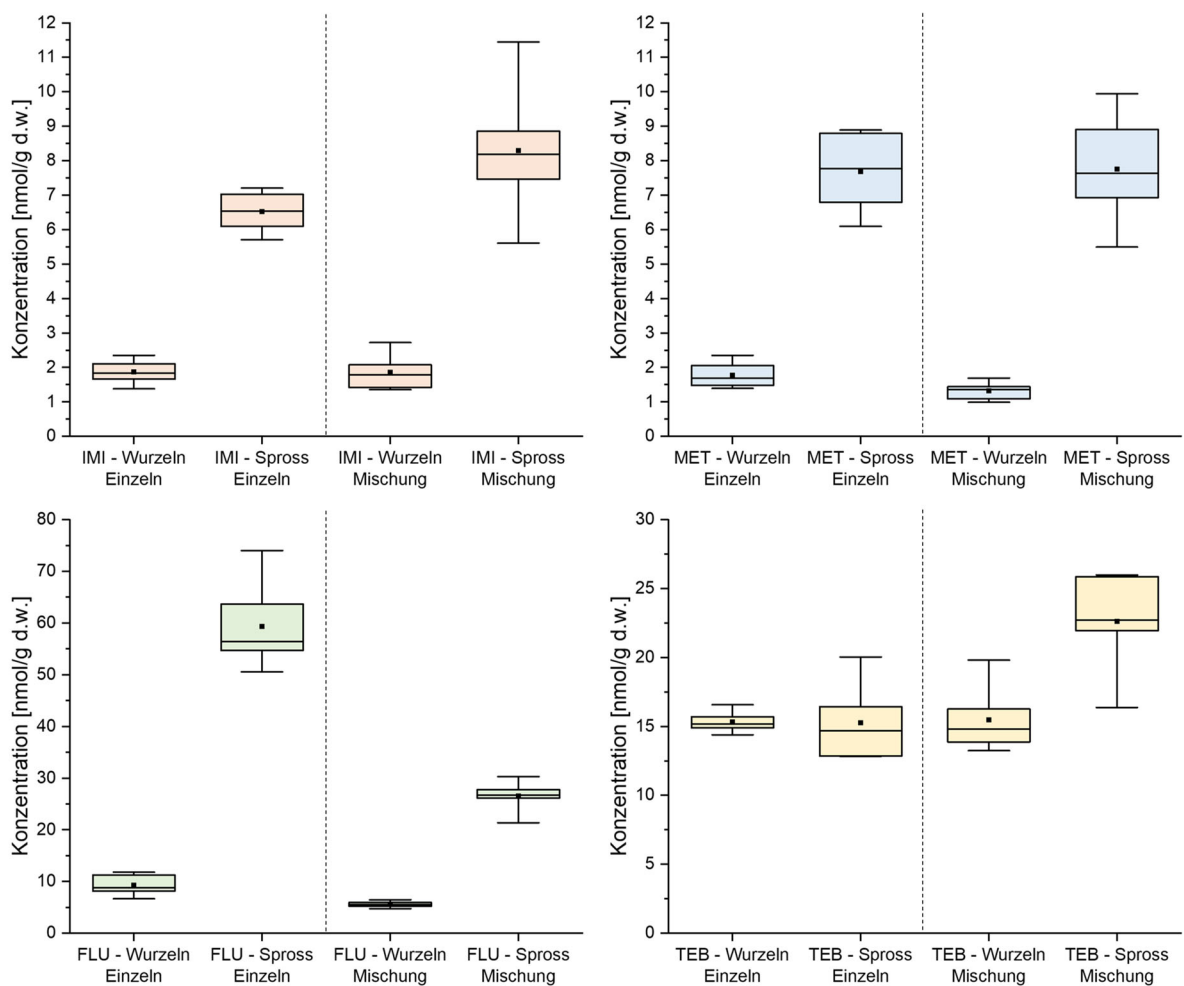 Konzentration [nmol/g d.w.]
12
11
10
9
8
7
6
5
4
3
2
1
0
IMI - Wurzeln
Einzeln
IMI - Spross
Einzeln
IMI - Wurzeln
Mischung
IMI - Spross
Mischung
Konzentration [nmol/g d.w.]
12
11
10
9
8
7
6
5
4
3
2
1
0
MET - Wurzeln
Einzeln
MET - Spross
Einzeln
MET - Wurzeln
Mischung
MET - Spross
Mischung
Konzentration [nmol/g d.w.]
80
70
60
50
40
30
20
10
0
FLU - Wurzeln
Einzeln
FLU - Spross
Einzeln
FLU - Wurzeln
Mischung
FLU - Spross
Mischung
Konzentration [nmol/g d.w.]
30
25
20
15
10
5
0
TEB - Wurzeln
Einzeln
TEB - Spross
Einzeln
TEB - Wurzeln
Mischung
TEB - Spross
Mischung